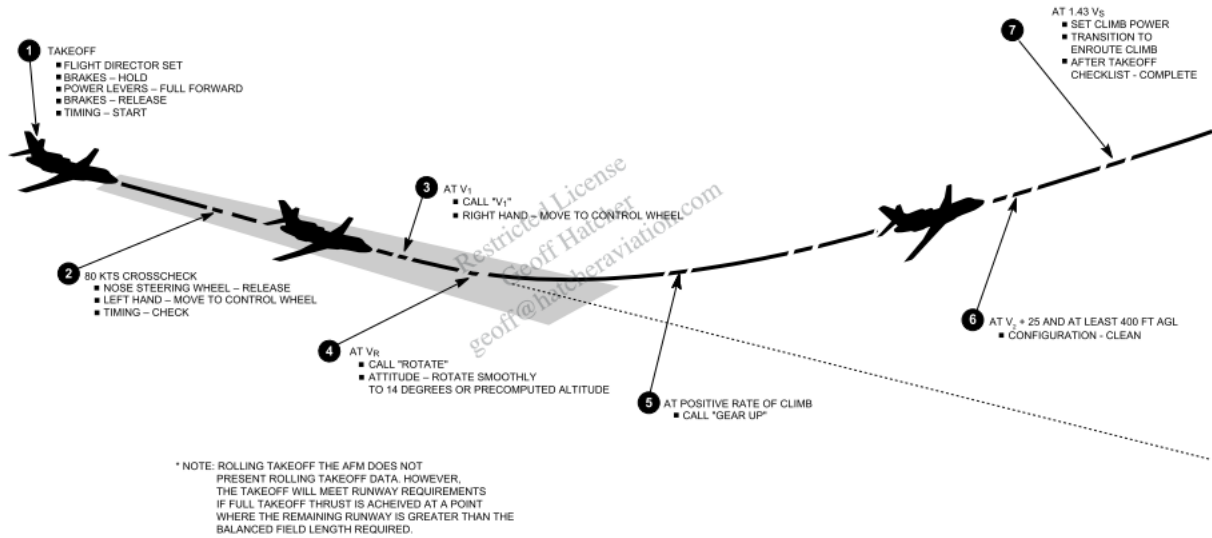 1 TAKEOFF
■ FLIGHT DIRECTOR SET
■ BRAKES – HOLD
■ POWER LEVERS – FULL FORWARD
■ BRAKES – RELEASE
■ TIMING – START
2 80 KTS CROSSCHECK
■ NOSE STEERING WHEEL – RELEASE
■ LEFT HAND – MOVE TO CONTROL WHEEL
■ TIMING – CHECK
3 AT V1
■ CALL "V1"
■ RIGHT HAND – MOVE TO CONTROL WHEEL
4 AT VR
■ CALL "ROTATE"
■ ATTITUDE – ROTATE SMOOTHLY
TO 14 DEGREES OR PRECOMPUTED ALTITUDE
5 AT POSITIVE RATE OF CLIMB
■ CALL "GEAR UP"
6 AT V2 + 25 AND AT LEAST 400 FT AGL
■ CONFIGURATION - CLEAN
7 AT 1.43 VS
■ SET CLIMB POWER
■ TRANSITION TO
ENROUTE CLIMB
■ AFTER TAKEOFF
CHECKLIST - COMPLETE
Restricted License
Geoff Hatcher
geoff@hatcheraviation.com
* NOTE: ROLLING TAKEOFF THE AFM DOES NOT
PRESENT ROLLING TAKEOFF DATA. HOWEVER,
THE TAKEOFF WILL MEET RUNWAY REQUIREMENTS
IF FULL TAKEOFF THRUST IS ACHEIVED AT A POINT
WHERE THE REMAINING RUNWAY IS GREATER THAN THE
BALANCED FIELD LENGTH REQUIRED.